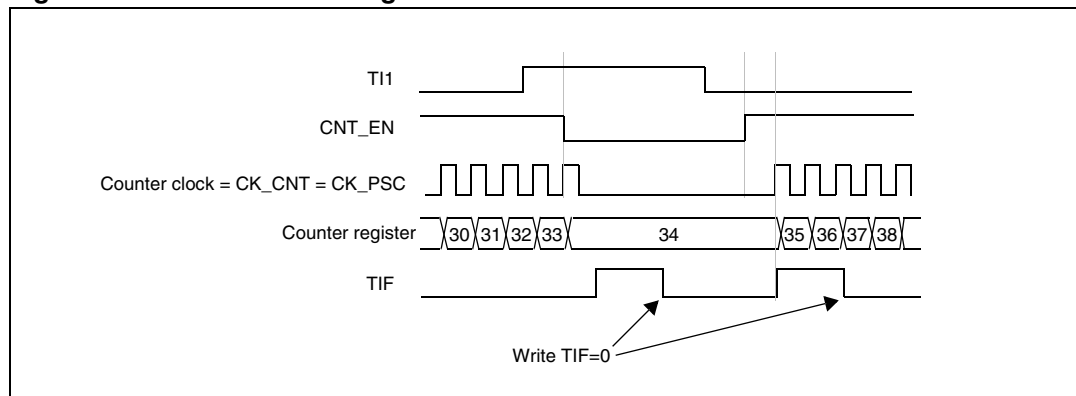 TI1
CNT_EN
Counter clock = CK_CNT = CK_PSC
Counter register 30 31 32 33 34 35 36 37 38
TIF
Write TIF=0